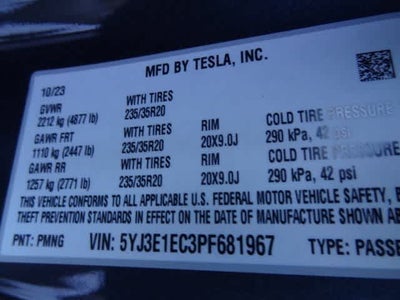 MFD BY TESLA, INC.
10/23
GVWR WITH TIRES
2212 kg (4877 lb) 235/35R20
GAWR FRT WITH TIRES RIM COLD TIRE PRESSURE
1110 kg (2447 lb) 235/35R20 20X9.0J 290 kPa, 42 psi
GAWR RR WITH TIRES RIM COLD TIRE PRESSURE
1257 kg (2771 lb) 235/35R20 20X9.0J 290 kPa, 42 psi
THIS VEHICLE CONFORMS TO ALL APPLICABLE U.S. FEDERAL MOTOR VEHICLE SAFETY,
THEFT PREVENTION STANDARDS IN EFFECT ON THE DATE OF MANUFACTURE SHOWN
PNT: PMNG VIN: 5YJ3E1EC3PF681967 TYPE: PASSE